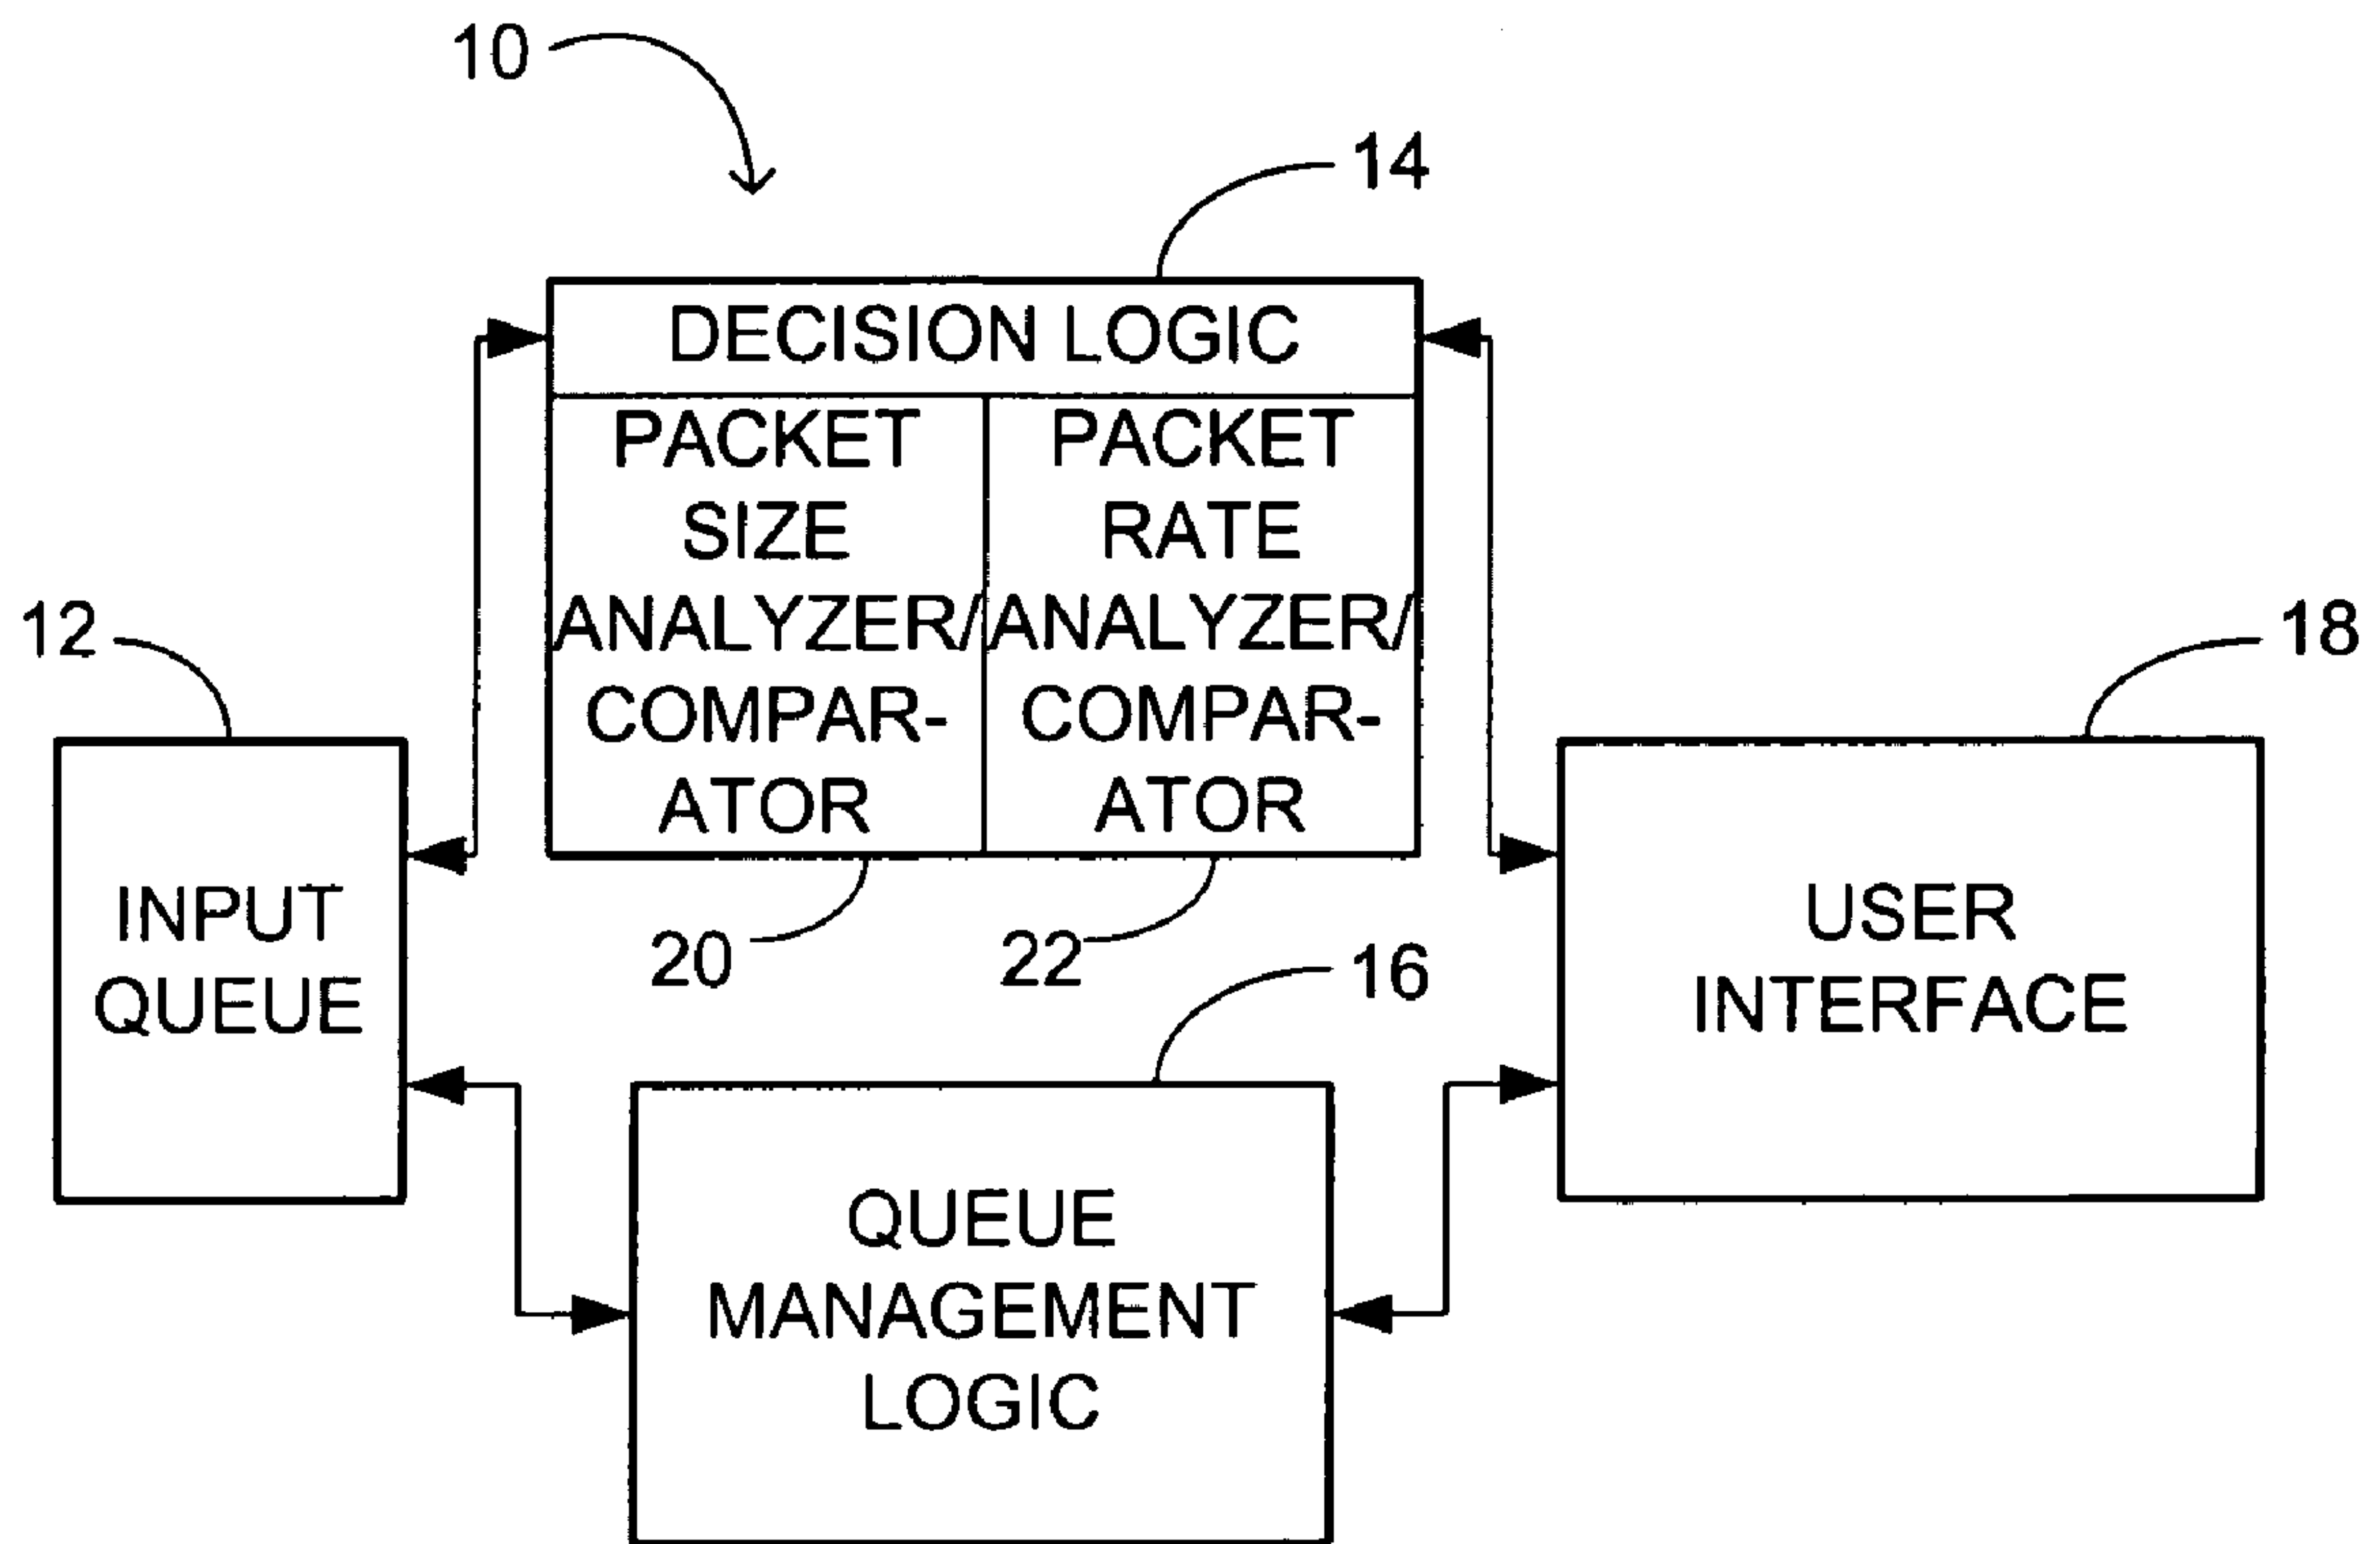 10
14
DECISION LOGIC
PACKET
SIZE
ANALYZER/
COMPAR-
ATOR
PACKET
RATE
ANALYZER/
COMPAR-
ATOR
12
18
INPUT
QUEUE
20
22
16
USER
INTERFACE
QUEUE
MANAGEMENT
LOGIC